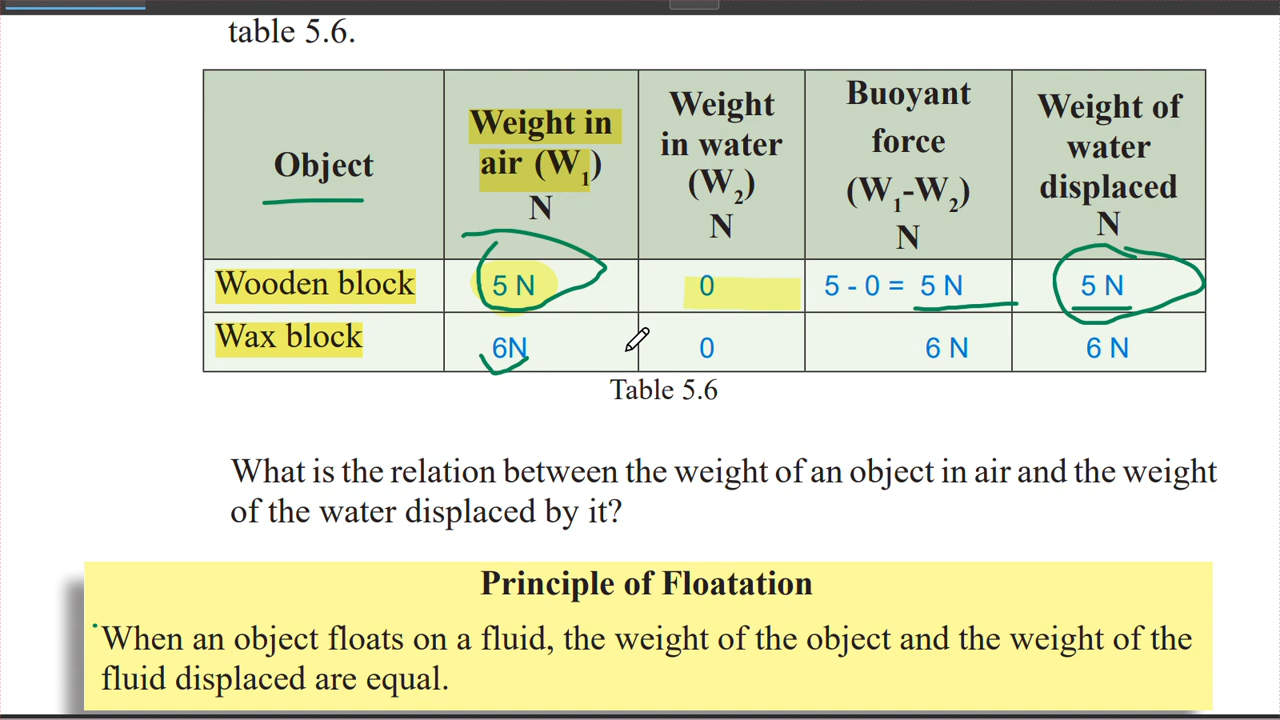 table 5.6.
Object
Weight in
air (W₁)
N
Weight
in water
(W₂)
N
Buoyant
force
(W₁-W₂)
N
Weight of
water
displaced
N
Wooden block
5 N
0
5 - 0 = 5 N
5 N
Wax block
6N
0
6 N
6 N
Table 5.6
What is the relation between the weight of an object in air and the weight
of the water displaced by it?
Principle of Floatation
When an object floats on a fluid, the weight of the object and the weight of the
fluid displaced are equal.